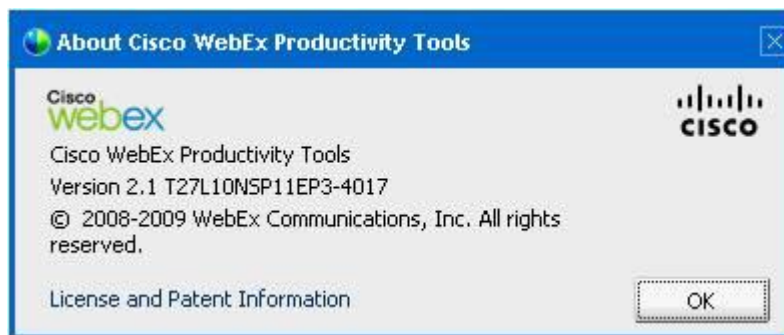 About Cisco WebEx Productivity Tools
Cisco
webex
CISCO
Cisco WebEx Productivity Tools
Version 2.1 T27L10NSP11EP3-4017
© 2008-2009 WebEx Communications, Inc. All rights
reserved.
License and Patent Information
OK